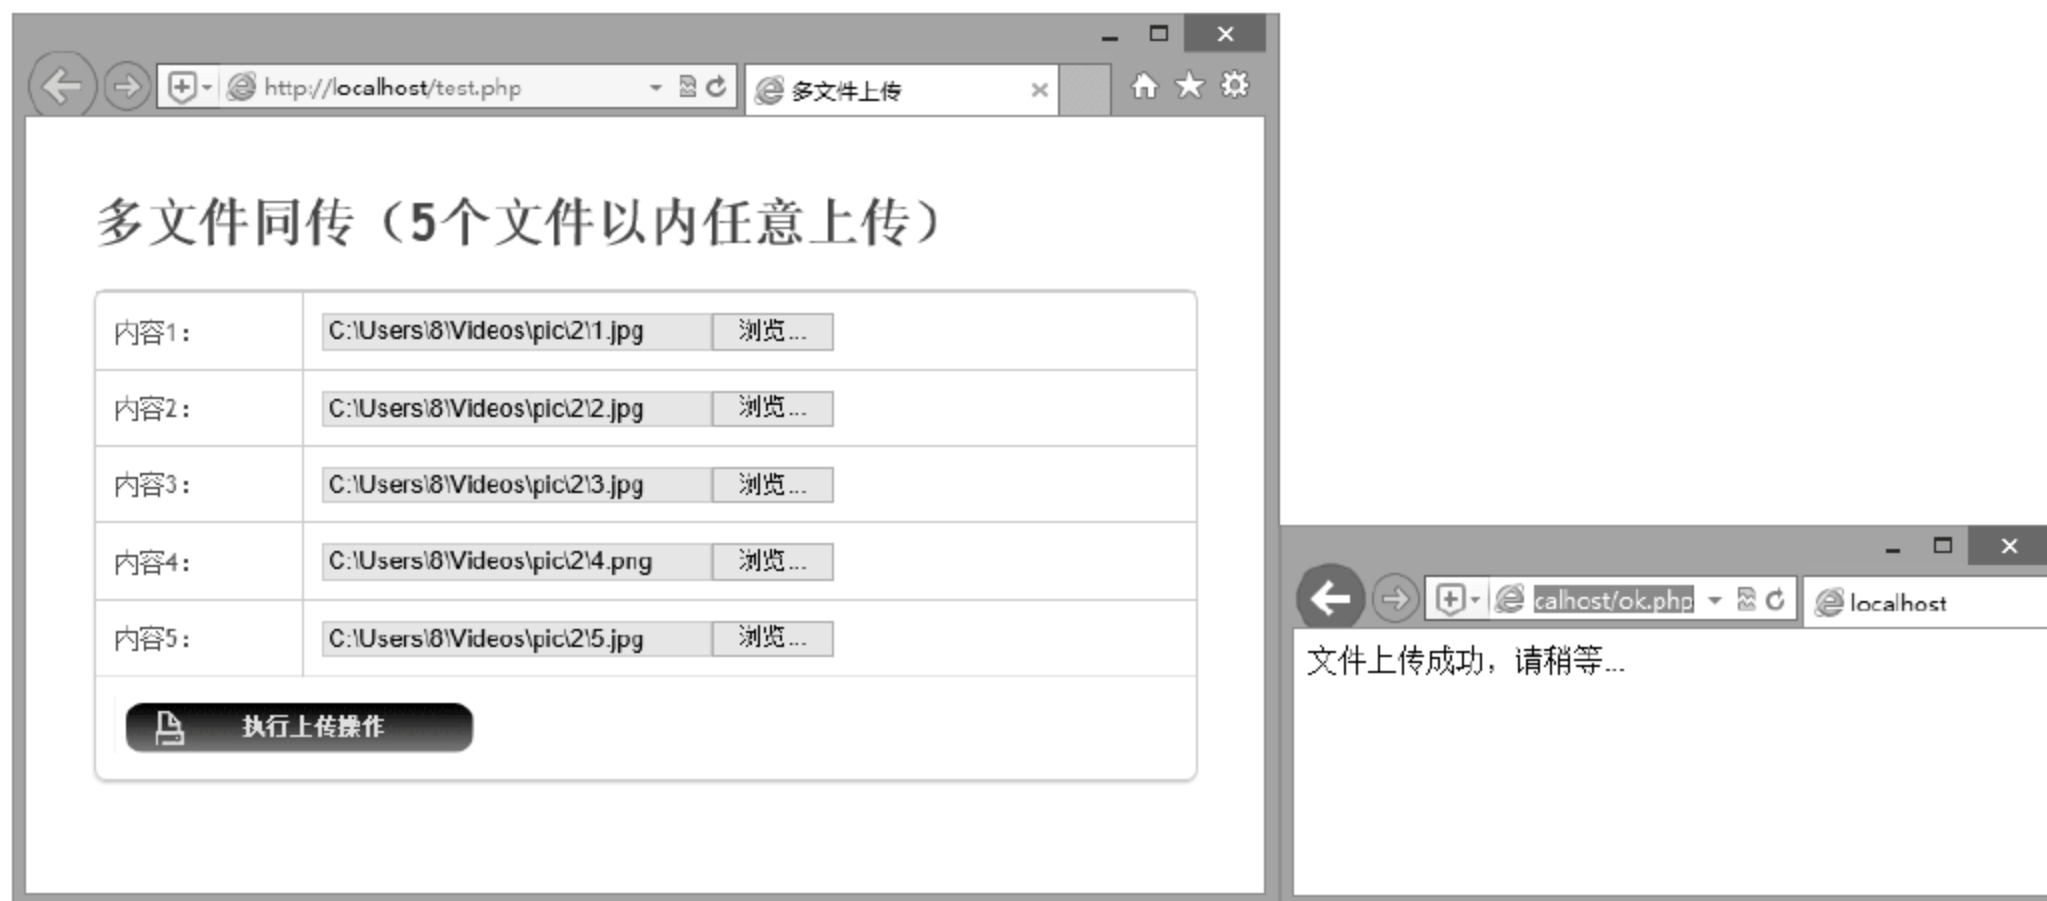 http://localhost/test.php
多文件上传
多文件同传（5个文件以内任意上传）
内容1：
C:\Users\8\Videos\pic\2\1.jpg
浏览...
内容2：
C:\Users\8\Videos\pic\2\2.jpg
浏览...
内容3：
C:\Users\8\Videos\pic\2\3.jpg
浏览...
内容4：
C:\Users\8\Videos\pic\2\4.png
浏览...
内容5：
C:\Users\8\Videos\pic\2\5.jpg
浏览...
执行上传操作
calhost/ok.php
localhost
文件上传成功，请稍等...